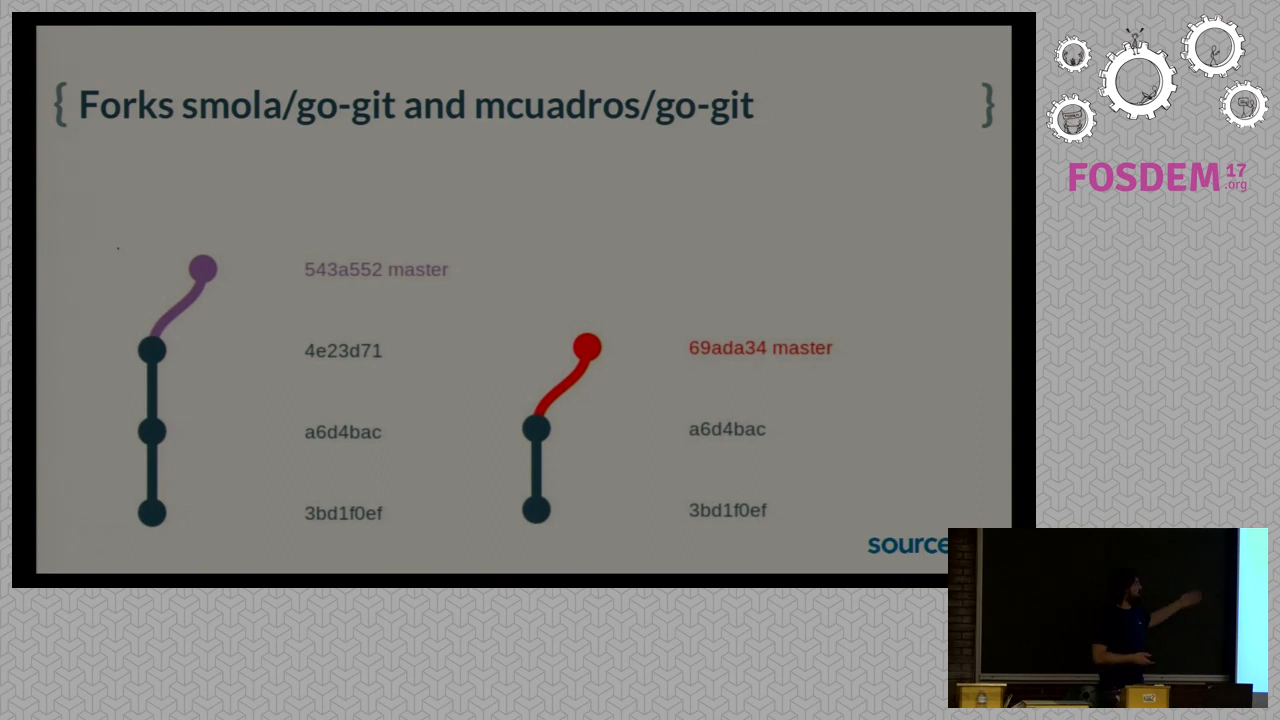 { Forks smola/go-git and mcuadros/go-git }
543a552 master
4e23d71
69ada34 master
a6d4bac
a6d4bac
3bd1f0ef
3bd1f0ef
source
FOSDEM 17 .org